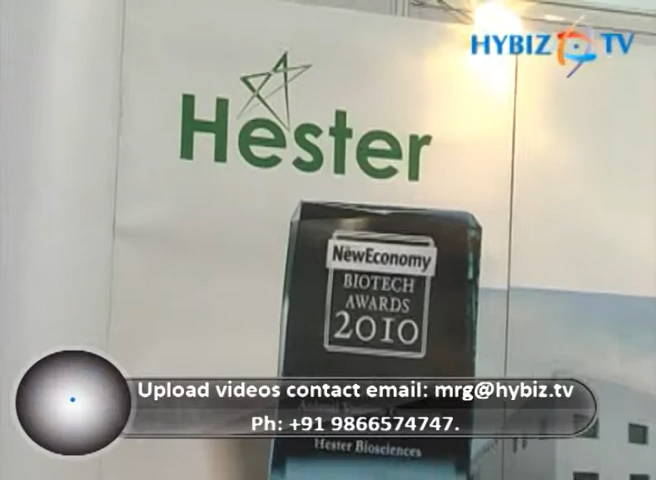 HYBIZ TV
Hester
NewEconomy
BIOTECH
AWARDS
2010
Upload videos contact email: mrg@hybiz.tv
Ph: +91 9866574747.
Hester Biosciences